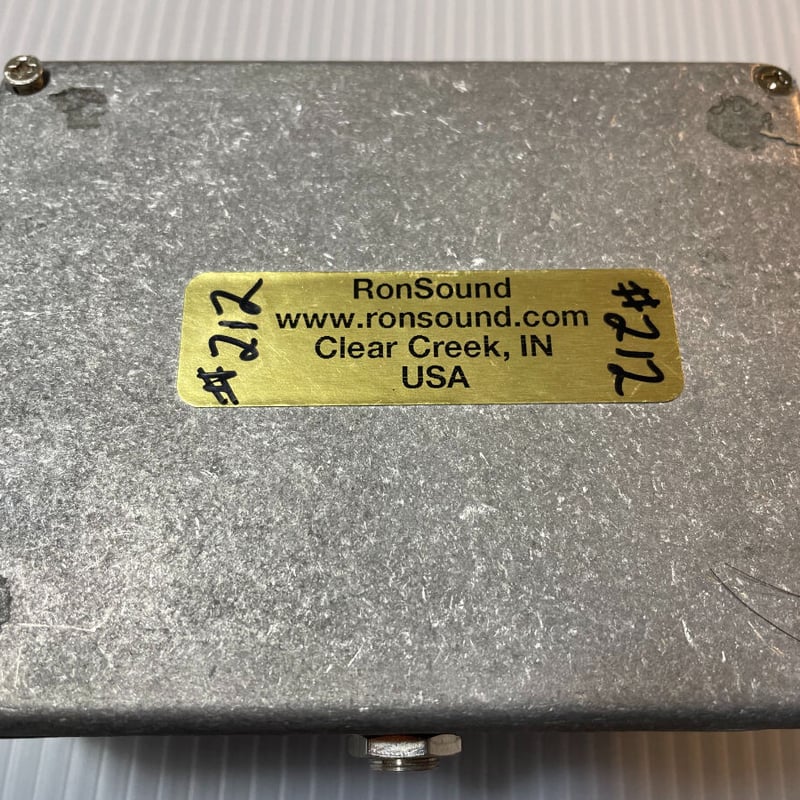 #212
RonSound
www.ronsound.com
Clear Creek, IN
USA
#212